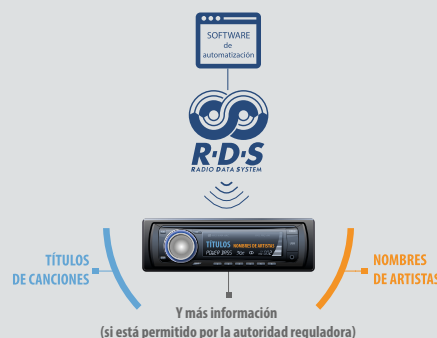 SOFTWARE
de
automatización
R·D·S
RADIO DATA SYSTEM
TÍTULOS NOMBRES DE ARTISTAS
POWER BASS
TÍTULOS
DE CANCIONES
NOMBRES
DE ARTISTAS
Y más información
(si está permitido por la autoridad reguladora)